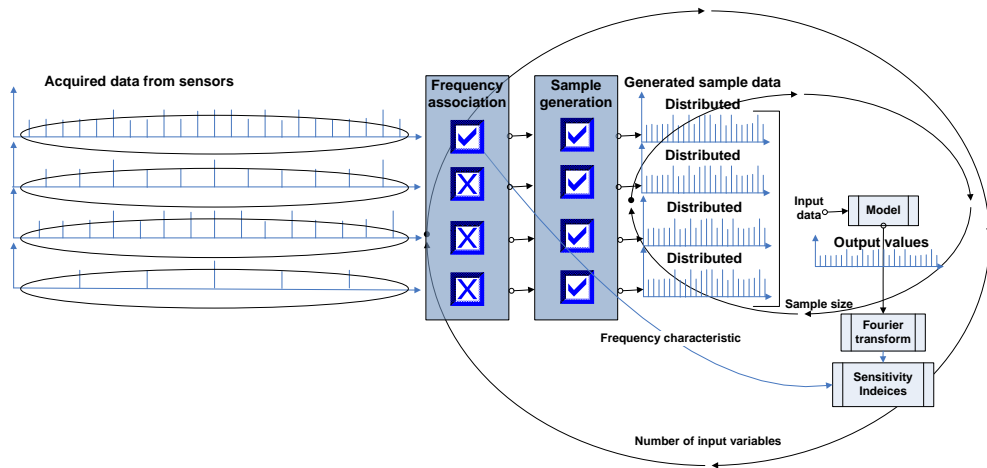 Acquired data from sensors
Frequency
association
Sample
generation
Generated sample data
Distributed
Distributed
Distributed
Distributed
Input
data
Model
Output values
Sample size
Fourier
transform
Frequency characteristic
Sensitivity
Indeices
Number of input variables